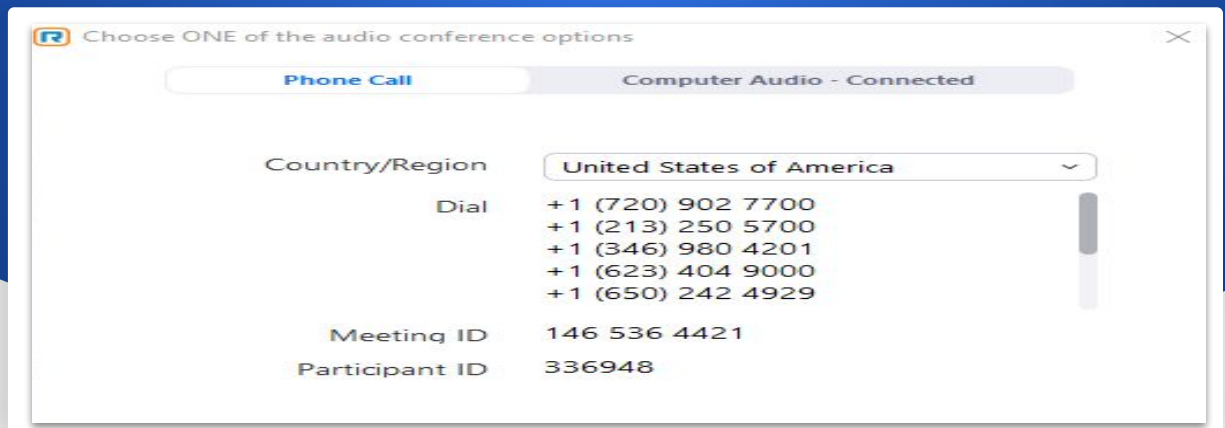 R Choose ONE of the audio conference options
Phone Call Computer Audio - Connected
Country/Region United States of America
Dial +1 (720) 902 7700
+1 (213) 250 5700
+1 (346) 980 4201
+1 (623) 404 9000
+1 (650) 242 4929
Meeting ID 146 536 4421
Participant ID 336948